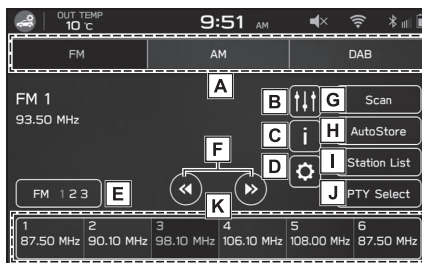 OUT TEMP
10 °C
9:51 AM
FM
AM
DAB
A
FM 1
93.50 MHz
B
G
Scan
C
i
H
AutoStore
F
D
I
Station List
E
FM 1 2 3
J
PTY Select
K
1
87.50 MHz
2
90.10 MHz
3
98.10 MHz
4
106.10 MHz
5
108.00 MHz
6
87.50 MHz